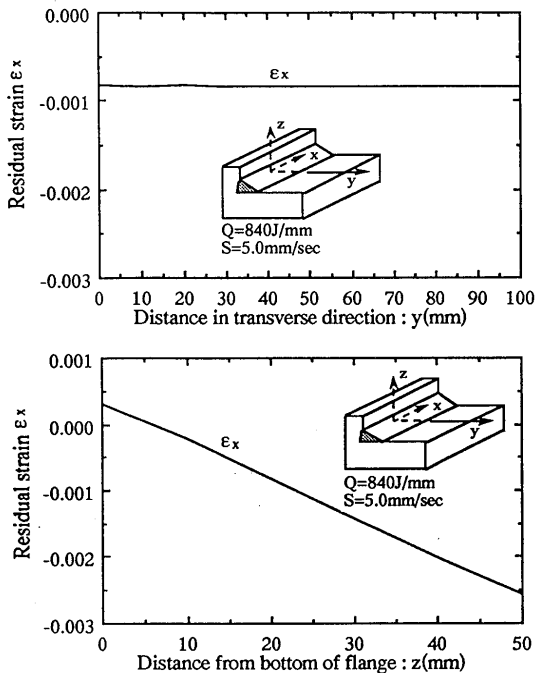 0.000
-0.001
-0.002
-0.003
Residual strain εx
εx
z
x
y
Q=840J/mm
S=5.0mm/sec
0 10 20 30 40 50 60 70 80 90 100
Distance in transverse direction : y(mm)
0.001
0.000
-0.001
-0.002
-0.003
Residual strain εx
εx
z
x
y
Q=840J/mm
S=5.0mm/sec
0 10 20 30 40 50
Distance from bottom of flange : z(mm)